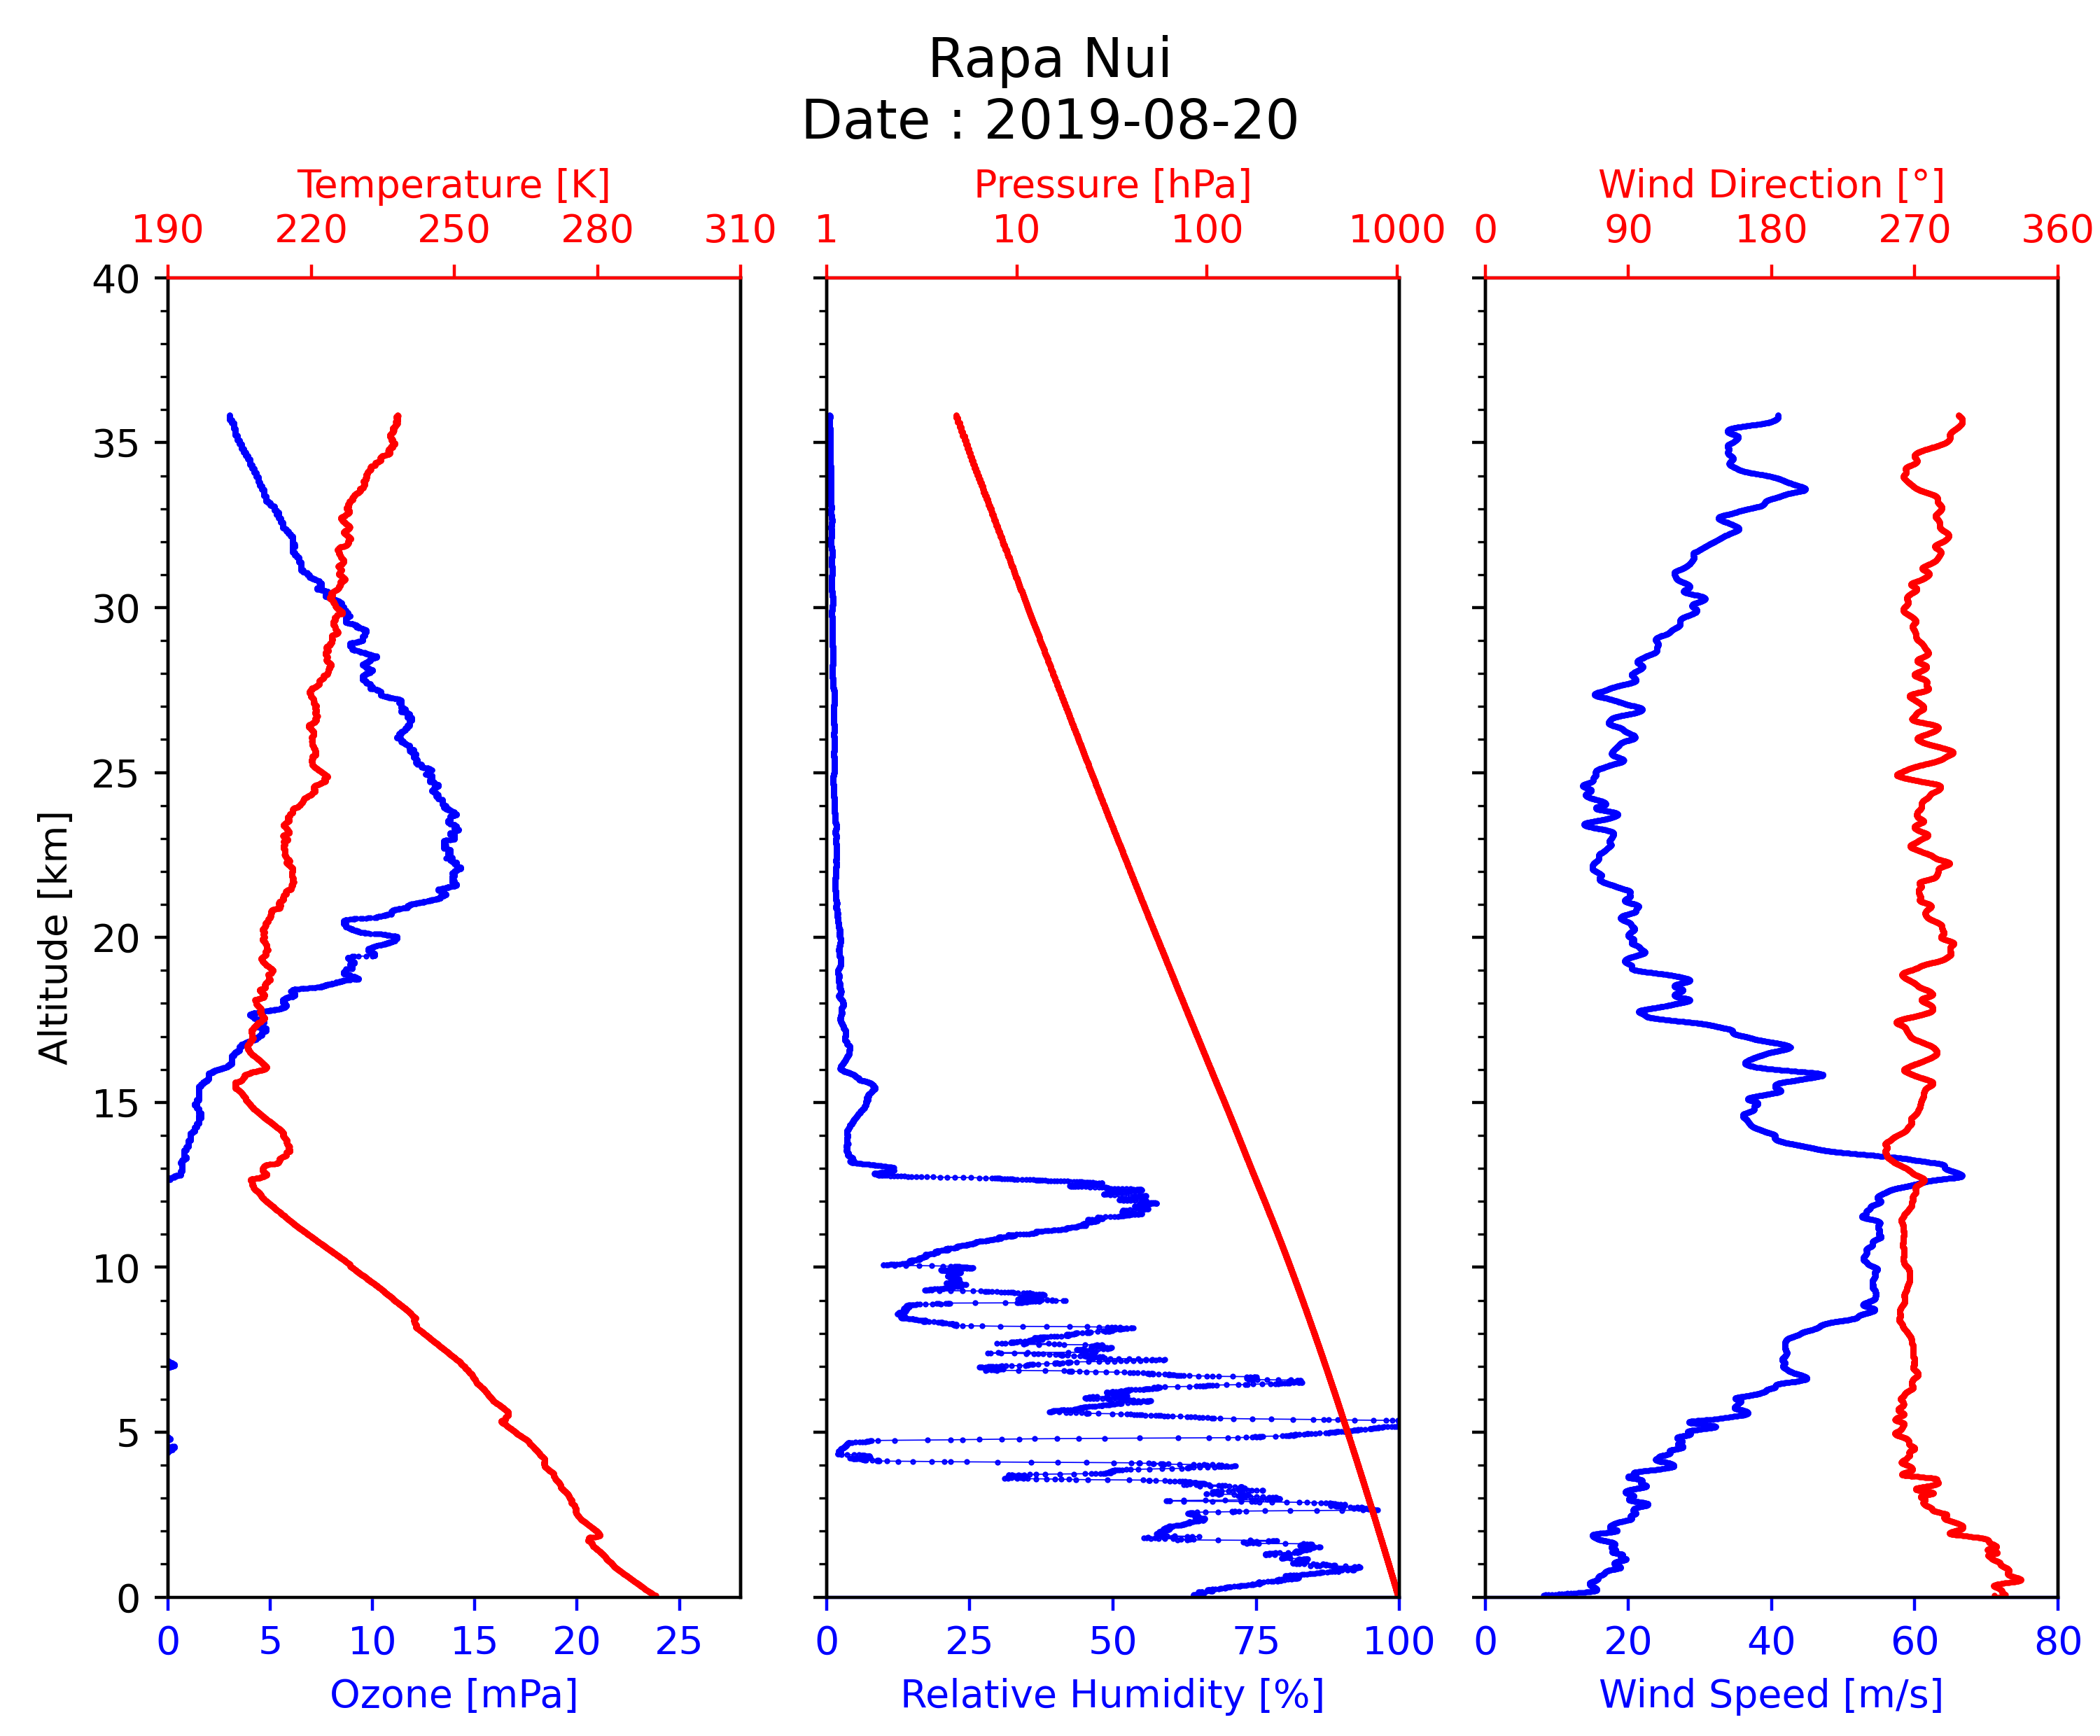 Rapa Nui
Date : 2019-08-20
Temperature [K]
190 220 250 280 310
Pressure [hPa]
1 10 100 1000
Wind Direction [°]
0 90 180 270 360
Altitude [km]
40
35
30
25
20
15
10
5
0
0 5 10 15 20 25
Ozone [mPa]
0 25 50 75 100
Relative Humidity [%]
0 20 40 60 80
Wind Speed [m/s]